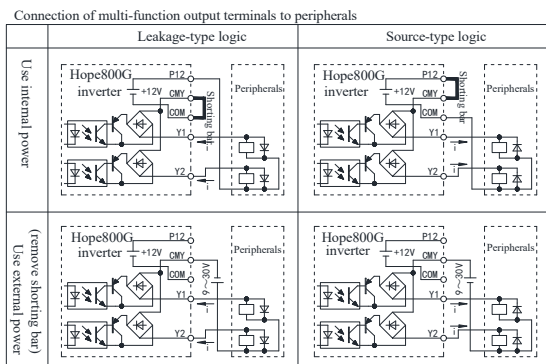 Connection of multi-function output terminals to peripherals
Leakage-type logic
Source-type logic
Use internal power
Hope800G
inverter
+12V
P12
CMY
COM
Y1
Y2
Shorting bar
Peripherals
i
i
Hope800G
inverter
+12V
P12
CMY
COM
Y1
Y2
Shorting bar
Peripherals
i
i
Use external power
(remove shorting bar)
Hope800G
inverter
+12V
P12
CMY
COM
Y1
Y2
~30V
Peripherals
i
i
Hope800G
inverter
+12V
P12
CMY
COM
Y1
Y2
~30V
Peripherals
i
i